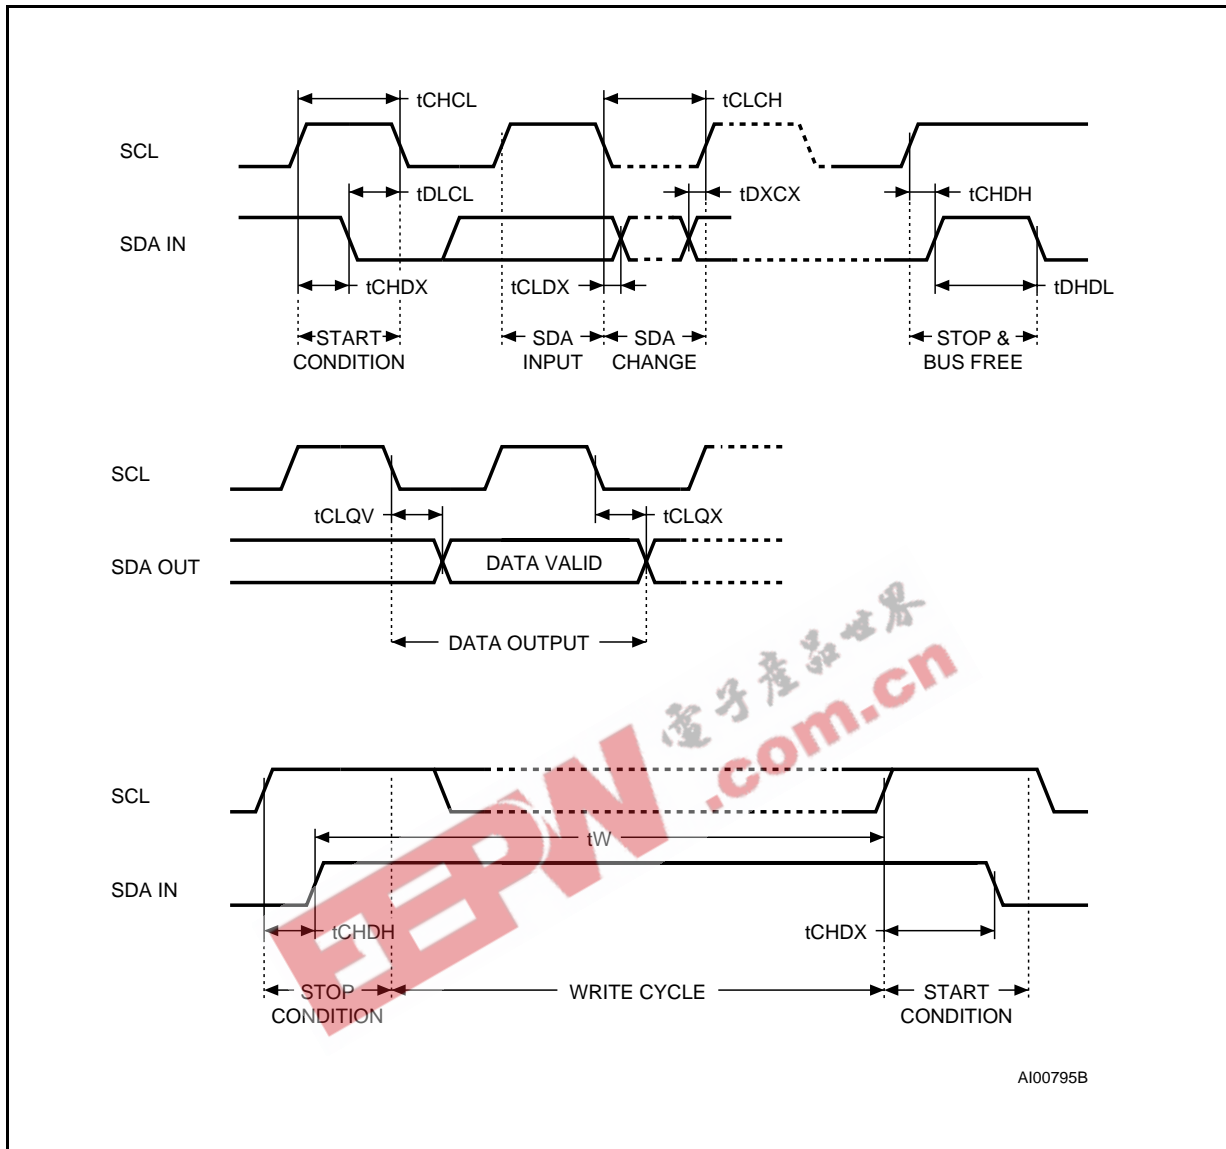 tCHCL tCLCH
SCL
tDLCL tDXCX tCHDH
SDA IN
tCHDX tCLDX tDHDL
START SDA SDA STOP &
CONDITION INPUT CHANGE BUS FREE
SCL
tCLQV tCLQX
SDA OUT DATA VALID
DATA OUTPUT
電子產品世界
EEPW .com.cn
SCL
tW
SDA IN
tCHDH tCHDX
STOP WRITE CYCLE START
CONDITION CONDITION
AI00795B